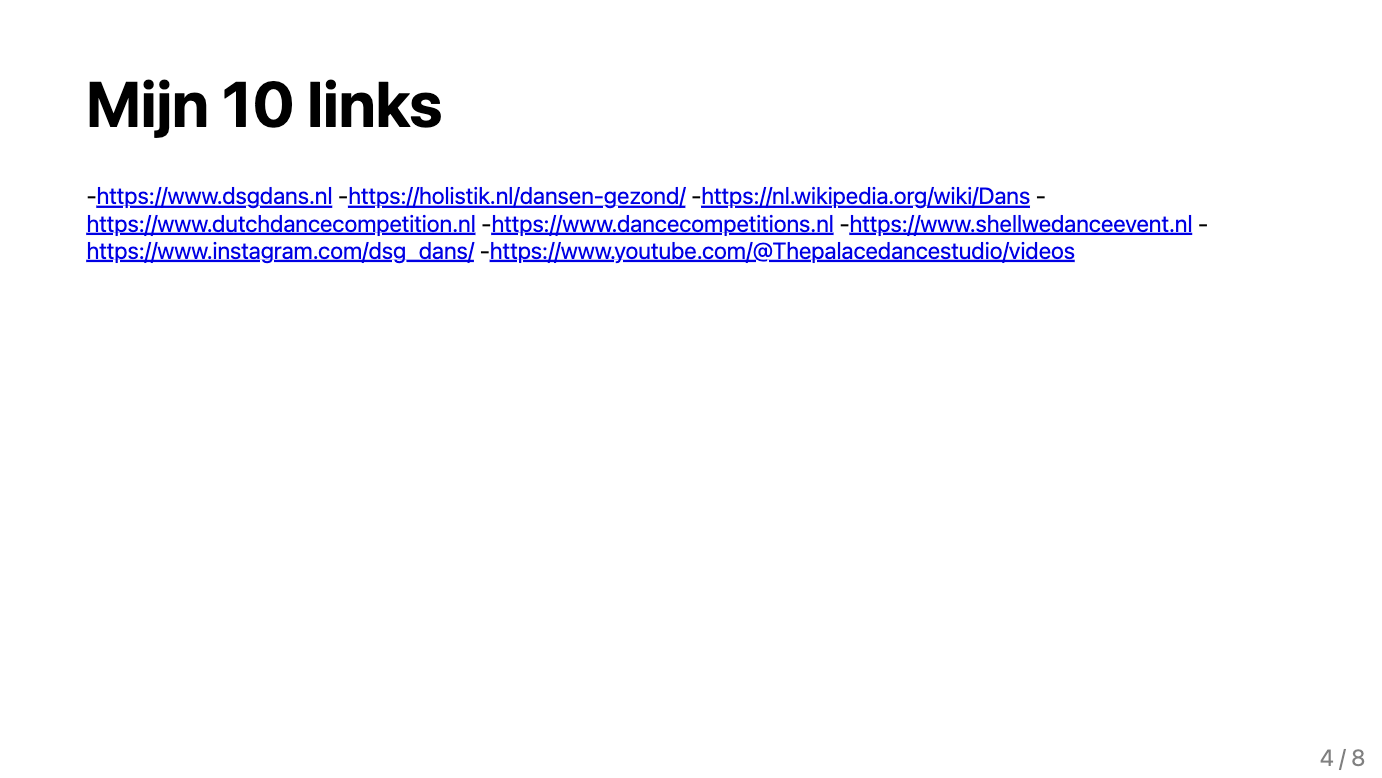 Mijn 10 links
-https://www.dsgdans.nl -https://holistik.nl/dansen-gezond/ -https://nl.wikipedia.org/wiki/Dans -
https://www.dutchdancecompetition.nl -https://www.dancecompetitions.nl -https://www.shellwedanceevent.nl -
https://www.instagram.com/dsg_dans/ -https://www.youtube.com/@Thepalacedancestudio/videos
4 / 8